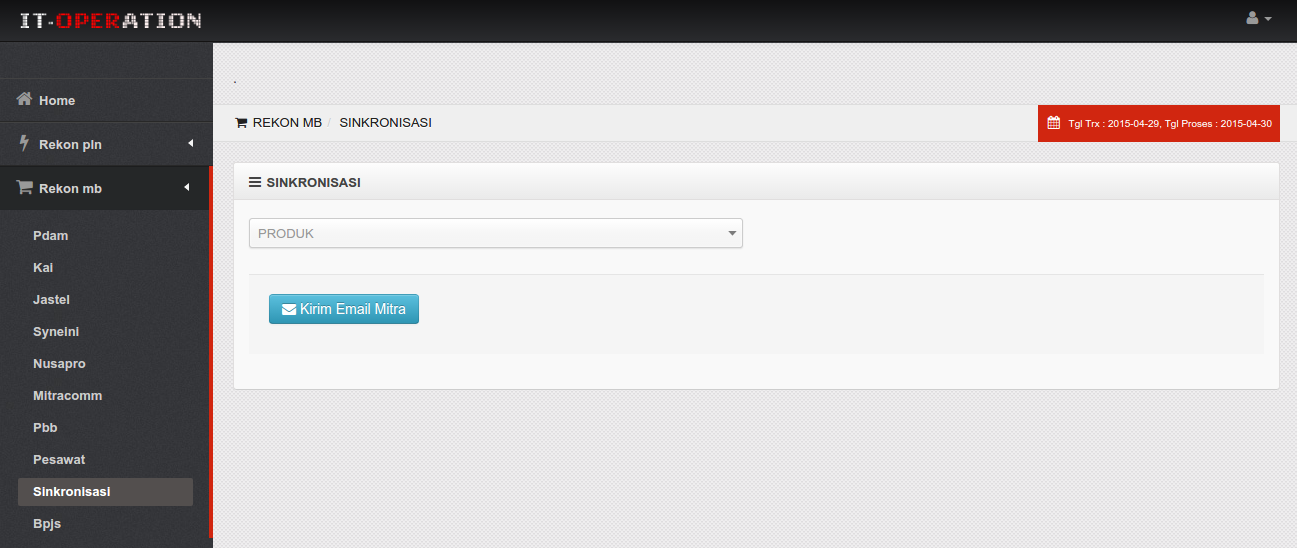 IT-OPERATION
Home
Rekon pln
Rekon mb
Pdam
Kai
Jastel
Syneini
Nusapro
Mitracomm
Pbb
Pesawat
Sinkronisasi
Bpjs
.
REKON MB / SINKRONISASI
Tgl Trx : 2015-04-29, Tgl Proses : 2015-04-30
SINKRONISASI
PRODUK
Kirim Email Mitra